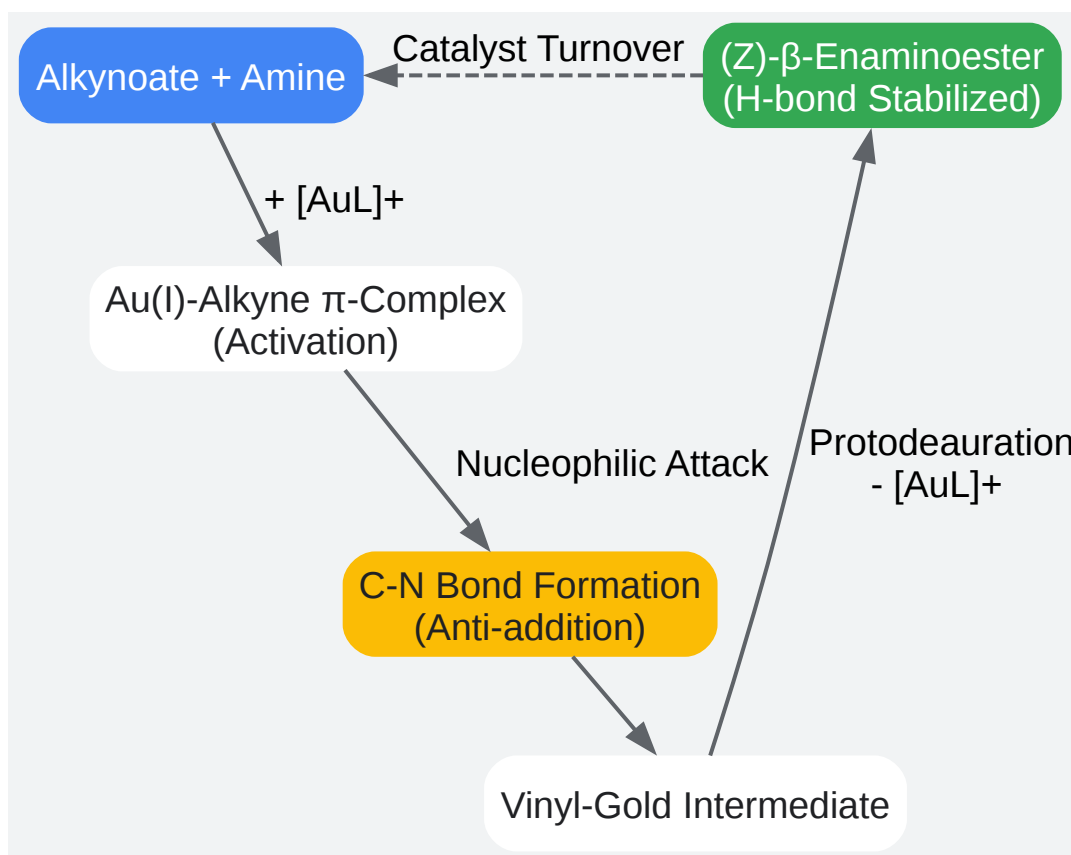 Alkynoate + Amine
Catalyst Turnover
(Z)-β-Enaminoester
(H-bond Stabilized)
+ [AuL]+
Au(I)-Alkyne π-Complex
(Activation)
Nucleophilic Attack
Protodeauration
- [AuL]+
C-N Bond Formation
(Anti-addition)
Vinyl-Gold Intermediate